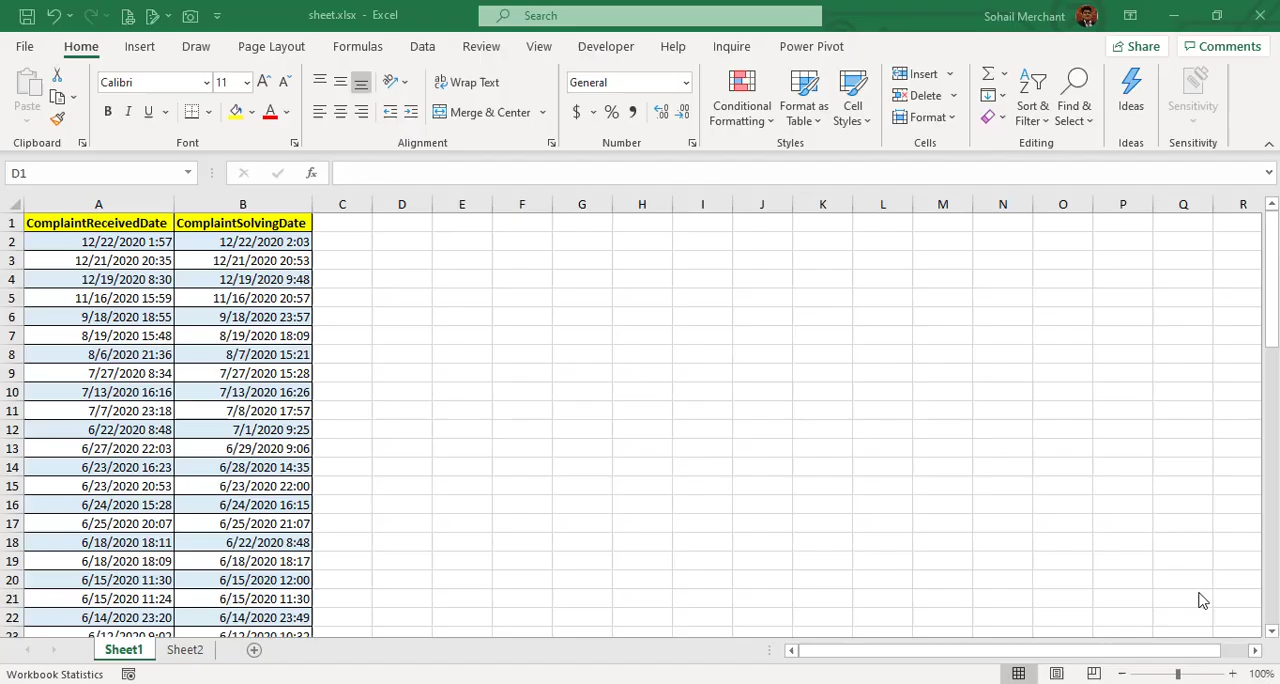 sheet.xlsx - Excel
Search
Sohail Merchant
File Home Insert Draw Page Layout Formulas Data Review View Developer Help Inquire Power Pivot Share Comments
Paste
Calibri 11
Wrap Text
Merge & Center
General
Conditional Formatting
Format as Table
Cell Styles
Insert
Delete
Format
Sort & Filter
Find & Select
Ideas
Sensitivity
Clipboard Font Alignment Number Styles Cells Editing Ideas Sensitivity
D1
A B C D E F G H I J K L M N O P Q R
1 ComplaintReceivedDate ComplaintSolvingDate
2 12/22/2020 1:57 12/22/2020 2:03
3 12/21/2020 20:35 12/21/2020 20:53
4 12/19/2020 8:30 12/19/2020 9:48
5 11/16/2020 15:59 11/16/2020 20:57
6 9/18/2020 18:55 9/18/2020 23:57
7 8/19/2020 15:48 8/19/2020 18:09
8 8/6/2020 21:36 8/7/2020 15:21
9 7/27/2020 8:34 7/27/2020 15:28
10 7/13/2020 16:16 7/13/2020 16:26
11 7/7/2020 23:18 7/8/2020 17:57
12 6/22/2020 8:48 7/1/2020 9:25
13 6/27/2020 22:03 6/29/2020 9:06
14 6/23/2020 16:23 6/28/2020 14:35
15 6/23/2020 20:53 6/23/2020 22:00
16 6/24/2020 15:28 6/24/2020 16:15
17 6/25/2020 20:07 6/25/2020 21:07
18 6/18/2020 18:11 6/22/2020 8:48
19 6/18/2020 18:09 6/18/2020 18:17
20 6/15/2020 11:30 6/15/2020 12:00
21 6/15/2020 11:24 6/15/2020 11:30
22 6/14/2020 23:20 6/14/2020 23:49
23 6/12/2020 9:02 6/12/2020 10:32
Sheet1 Sheet2
Workbook Statistics 100%